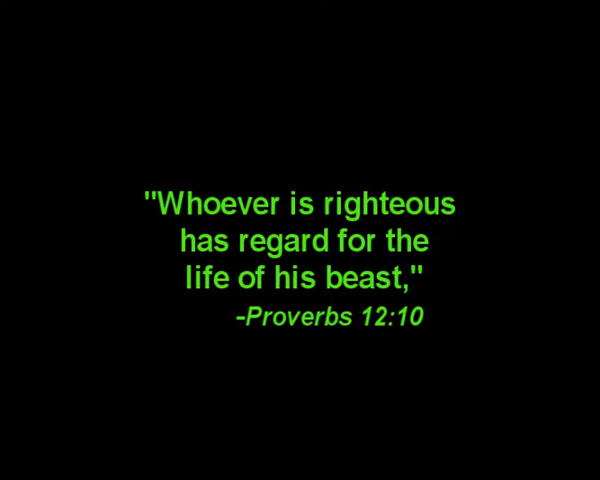 "Whoever is righteous
has regard for the
life of his beast,"
-Proverbs 12:10